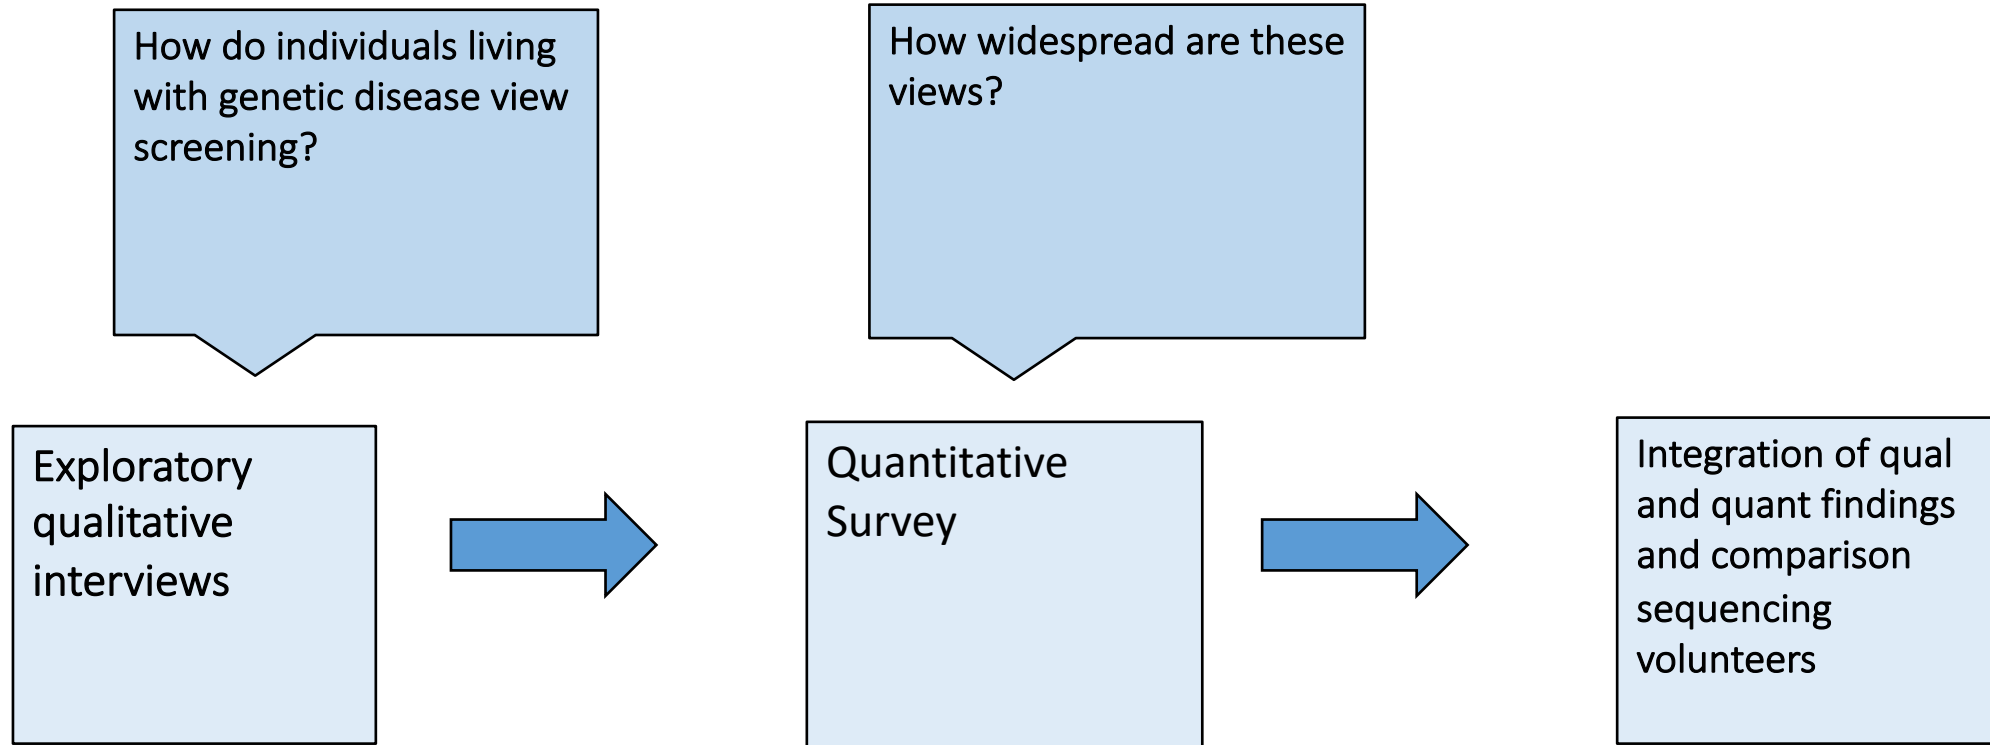 How do individuals living
with genetic disease view
screening?
How widespread are these
views?
Exploratory
qualitative
interviews
Quantitative
Survey
Integration of qual
and quant findings
and comparison
sequencing
volunteers